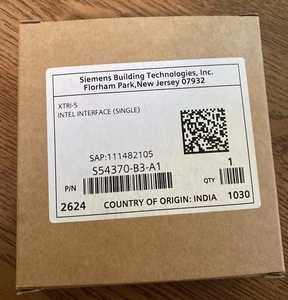 Siemens Building Technologies, Inc.
Florham Park,New Jersey 07932
XTRI-S
INTEL INTERFACE (SINGLE)
SAP:111482105
S54370-B3-A1
P/N
QTY
1
2624 COUNTRY OF ORIGIN: INDIA 1030